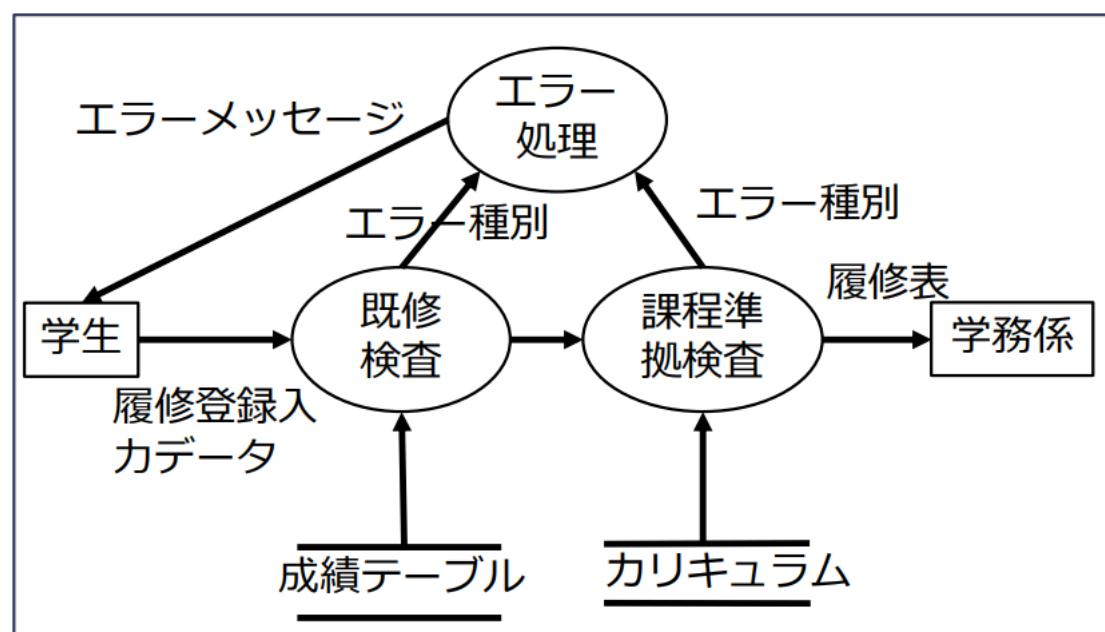 エラー
処理
エラーメッセージ
エラー種別
エラー種別
学生
既修
検査
課程準
拠検査
履修表
学務係
履修登録入
力データ
成績テーブル
カリキュラム